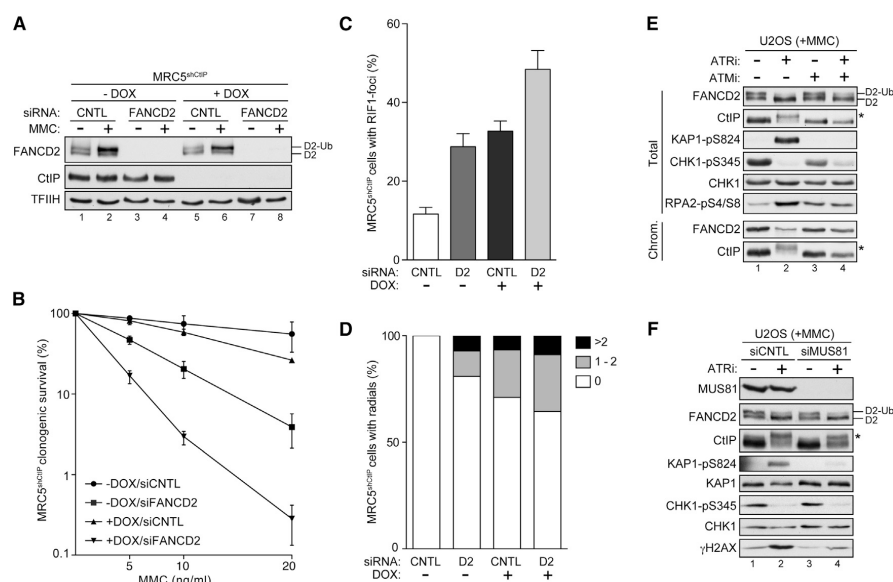 A
MRC5shCtIP
- DOX + DOX
siRNA: CNTL FANCD2 CNTL FANCD2
MMC: - + - + - + - +
FANCD2 D2-Ub
D2
CtIP
TFIIH
1 2 3 4 5 6 7 8
B
MRC5shCtIP clonogenic survival (%)
100
10
1
0.1
-DOX/siCNTL
-DOX/siFANCD2
+DOX/siCNTL
+DOX/siFANCD2
5 10 20
MMC (ng/ml)
C
MRC5shCtIP cells with RIF1-foci (%)
60
40
20
0
siRNA: CNTL D2 CNTL D2
DOX: - - + +
D
MRC5shCtIP cells with radials (%)
100
50
0
>2
1 - 2
0
siRNA: CNTL D2 CNTL D2
DOX: - - + +
E
U2OS (+MMC)
ATRi: - + - +
ATMi: - - + +
Total
FANCD2 D2-Ub
D2
CtIP *
KAP1-pS824
CHK1-pS345
CHK1
RPA2-pS4/S8
Chrom.
FANCD2
CtIP *
1 2 3 4
F
U2OS (+MMC)
siCNTL siMUS81
ATRi: - + - +
MUS81
FANCD2 D2-Ub
D2
CtIP *
KAP1-pS824
KAP1
CHK1-pS345
CHK1
γH2AX
1 2 3 4